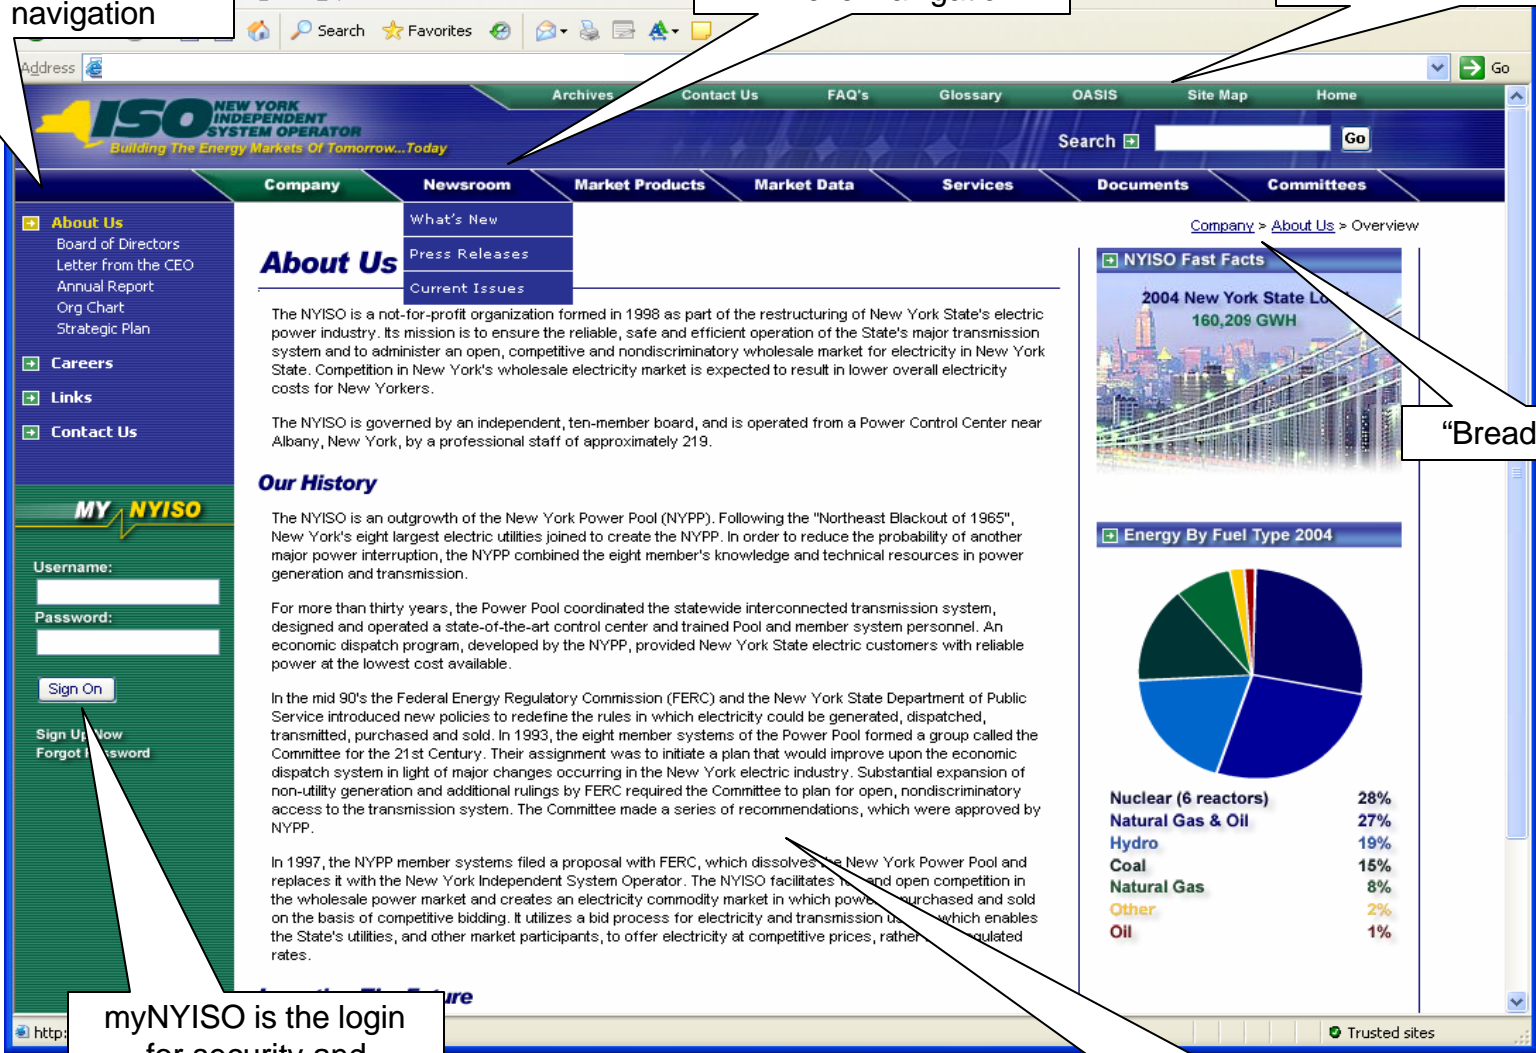 navigation
Search
Favorites
Address
Go
ISO NEW YORK
INDEPENDENT
SYSTEM OPERATOR
Building The Energy Markets Of Tomorrow...Today
Archives Contact Us FAQ's Glossary OASIS Site Map Home
Search Go
Company Newsroom Market Products Market Data Services Documents Committees
What's New
Press Releases
Current Issues
About Us
Board of Directors
Letter from the CEO
Annual Report
Org Chart
Strategic Plan
Careers
Links
Contact Us
MY NYISO
Username:
Password:
Sign On
Sign Up Now
Forgot Password
Company > About Us > Overview
About Us
The NYISO is a not-for-profit organization formed in 1998 as part of the restructuring of New York State's electric
power industry. Its mission is to ensure the reliable, safe and efficient operation of the State's major transmission
system and to administer an open, competitive and nondiscriminatory wholesale market for electricity in New York
State. Competition in New York's wholesale electricity market is expected to result in lower overall electricity
costs for New Yorkers.
The NYISO is governed by an independent, ten-member board, and is operated from a Power Control Center near
Albany, New York, by a professional staff of approximately 219.
Our History
The NYISO is an outgrowth of the New York Power Pool (NYPP). Following the "Northeast Blackout of 1965",
New York's eight largest electric utilities joined to create the NYPP. In order to reduce the probability of another
major power interruption, the NYPP combined the eight member's knowledge and technical resources in power
generation and transmission.
For more than thirty years, the Power Pool coordinated the statewide interconnected transmission system,
designed and operated a state-of-the-art control center and trained Pool and member system personnel. An
economic dispatch program, developed by the NYPP, provided New York State electric customers with reliable
power at the lowest cost available.
In the mid 90's the Federal Energy Regulatory Commission (FERC) and the New York State Department of Public
Service introduced new policies to redefine the rules in which electricity could be generated, dispatched,
transmitted, purchased and sold. In 1993, the eight member systems of the Power Pool formed a group called the
Committee for the 21st Century. Their assignment was to initiate a plan that would improve upon the economic
dispatch system in light of major changes occurring in the New York electric industry. Substantial expansion of
non-utility generation and additional rulings by FERC required the Committee to plan for open, nondiscriminatory
access to the transmission system. The Committee made a series of recommendations, which were approved by
NYPP.
In 1997, the NYPP member systems filed a proposal with FERC, which dissolves the New York Power Pool and
replaces it with the New York Independent System Operator. The NYISO facilitates and open competition in
the wholesale power market and creates an electricity commodity market in which purchased and sold
on the basis of competitive bidding. It utilizes a bid process for electricity and transmission which enables
the State's utilities, and other market participants, to offer electricity at competitive prices, rather
rates.
NYISO Fast Facts
2004 New York State
160,209 GWH
"Bread
Energy By Fuel Type 2004
Nuclear (6 reactors) 28%
Natural Gas & Oil 27%
Hydro 19%
Coal 15%
Natural Gas 8%
Other 2%
Oil 1%
myNYISO is the login
for security and
http:
Trusted sites